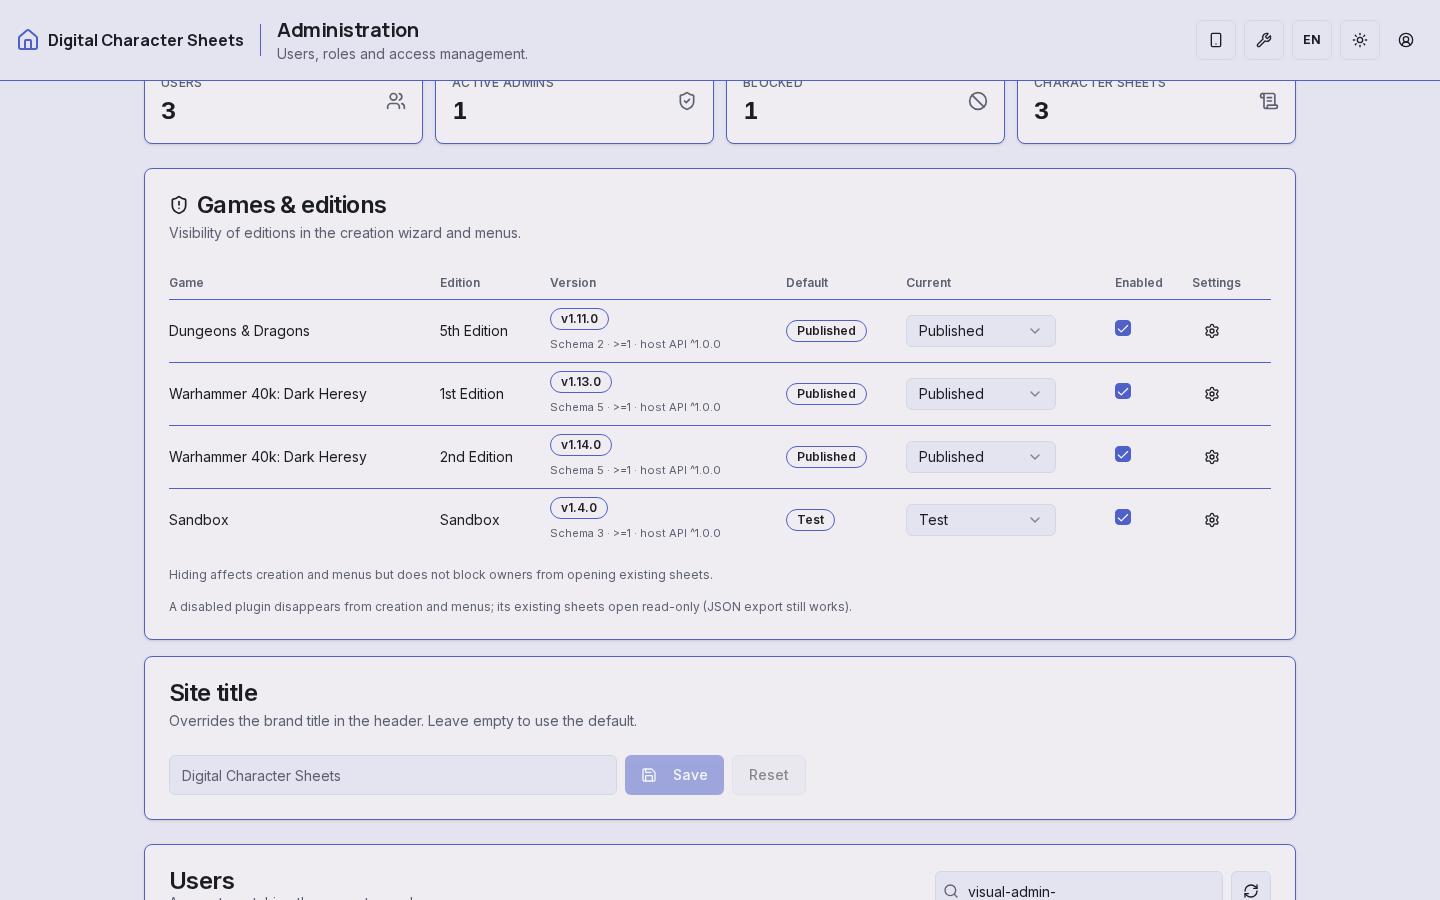 Digital Character Sheets
Administration
Users, roles and access management.
EN
USERS
3
ACTIVE ADMINS
1
BLOCKED
1
CHARACTER SHEETS
3
Games & editions
Visibility of editions in the creation wizard and menus.
Game Edition Version Default Current Enabled Settings
Dungeons & Dragons 5th Edition v1.11.0 Published Published
Schema 2 · >=1 · host API ^1.0.0
Warhammer 40k: Dark Heresy 1st Edition v1.13.0 Published Published
Schema 5 · >=1 · host API ^1.0.0
Warhammer 40k: Dark Heresy 2nd Edition v1.14.0 Published Published
Schema 5 · >=1 · host API ^1.0.0
Sandbox Sandbox v1.4.0 Test Test
Schema 3 · >=1 · host API ^1.0.0
Hiding affects creation and menus but does not block owners from opening existing sheets.
A disabled plugin disappears from creation and menus; its existing sheets open read-only (JSON export still works).
Site title
Overrides the brand title in the header. Leave empty to use the default.
Digital Character Sheets Save Reset
Users
visual-admin-